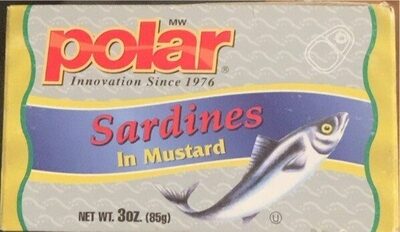 MW
polar®
Innovation Since 1976
Sardines
In Mustard
NET WT. 3OZ. (85g)
U